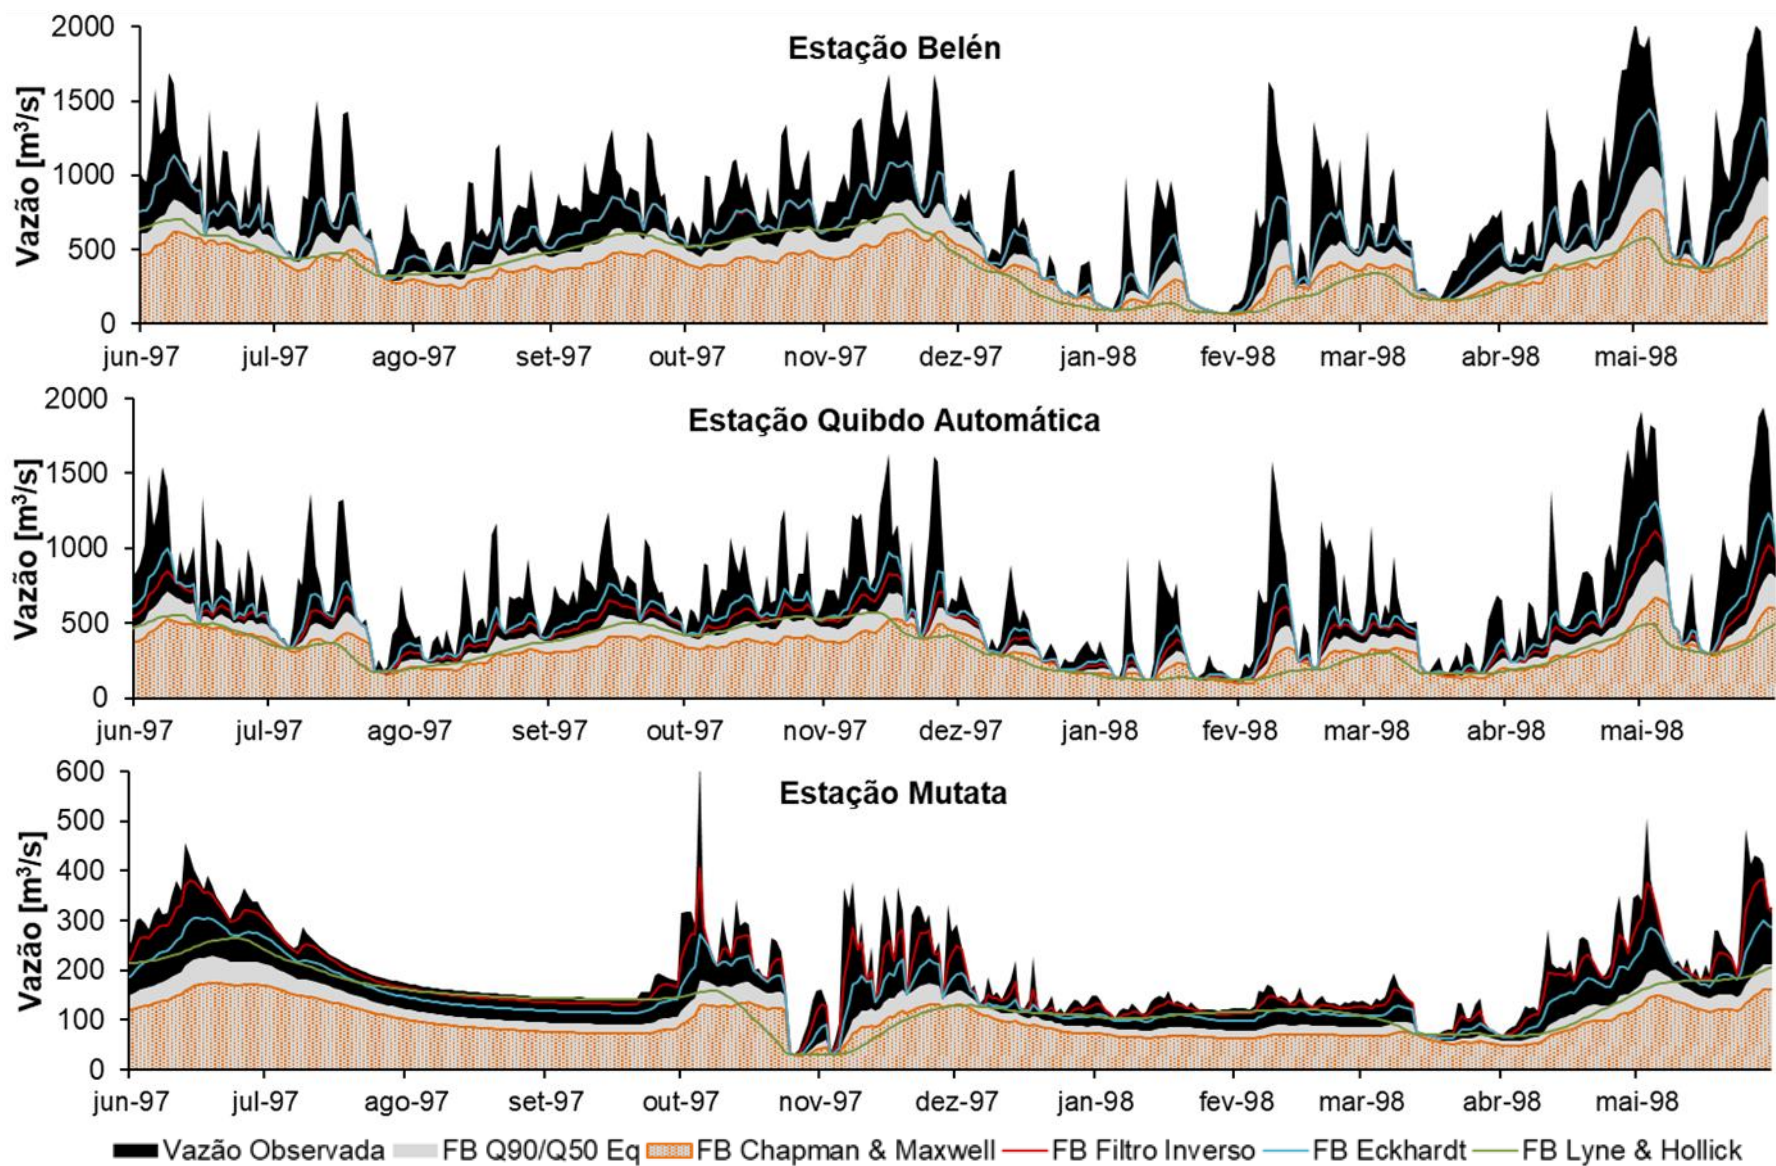 Estação Belén
Vazão [m³/s]
2000
1500
1000
500
0
jun-97 jul-97 ago-97 set-97 out-97 nov-97 dez-97 jan-98 fev-98 mar-98 abr-98 mai-98
Estação Quibdo Automática
Vazão [m³/s]
2000
1500
1000
500
0
jun-97 jul-97 ago-97 set-97 out-97 nov-97 dez-97 jan-98 fev-98 mar-98 abr-98 mai-98
Estação Mutata
Vazão [m³/s]
600
500
400
300
200
100
0
jun-97 jul-97 ago-97 set-97 out-97 nov-97 dez-97 jan-98 fev-98 mar-98 abr-98 mai-98
Vazão Observada FB Q90/Q50 Eq FB Chapman & Maxwell FB Filtro Inverso FB Eckhardt FB Lyne & Hollick